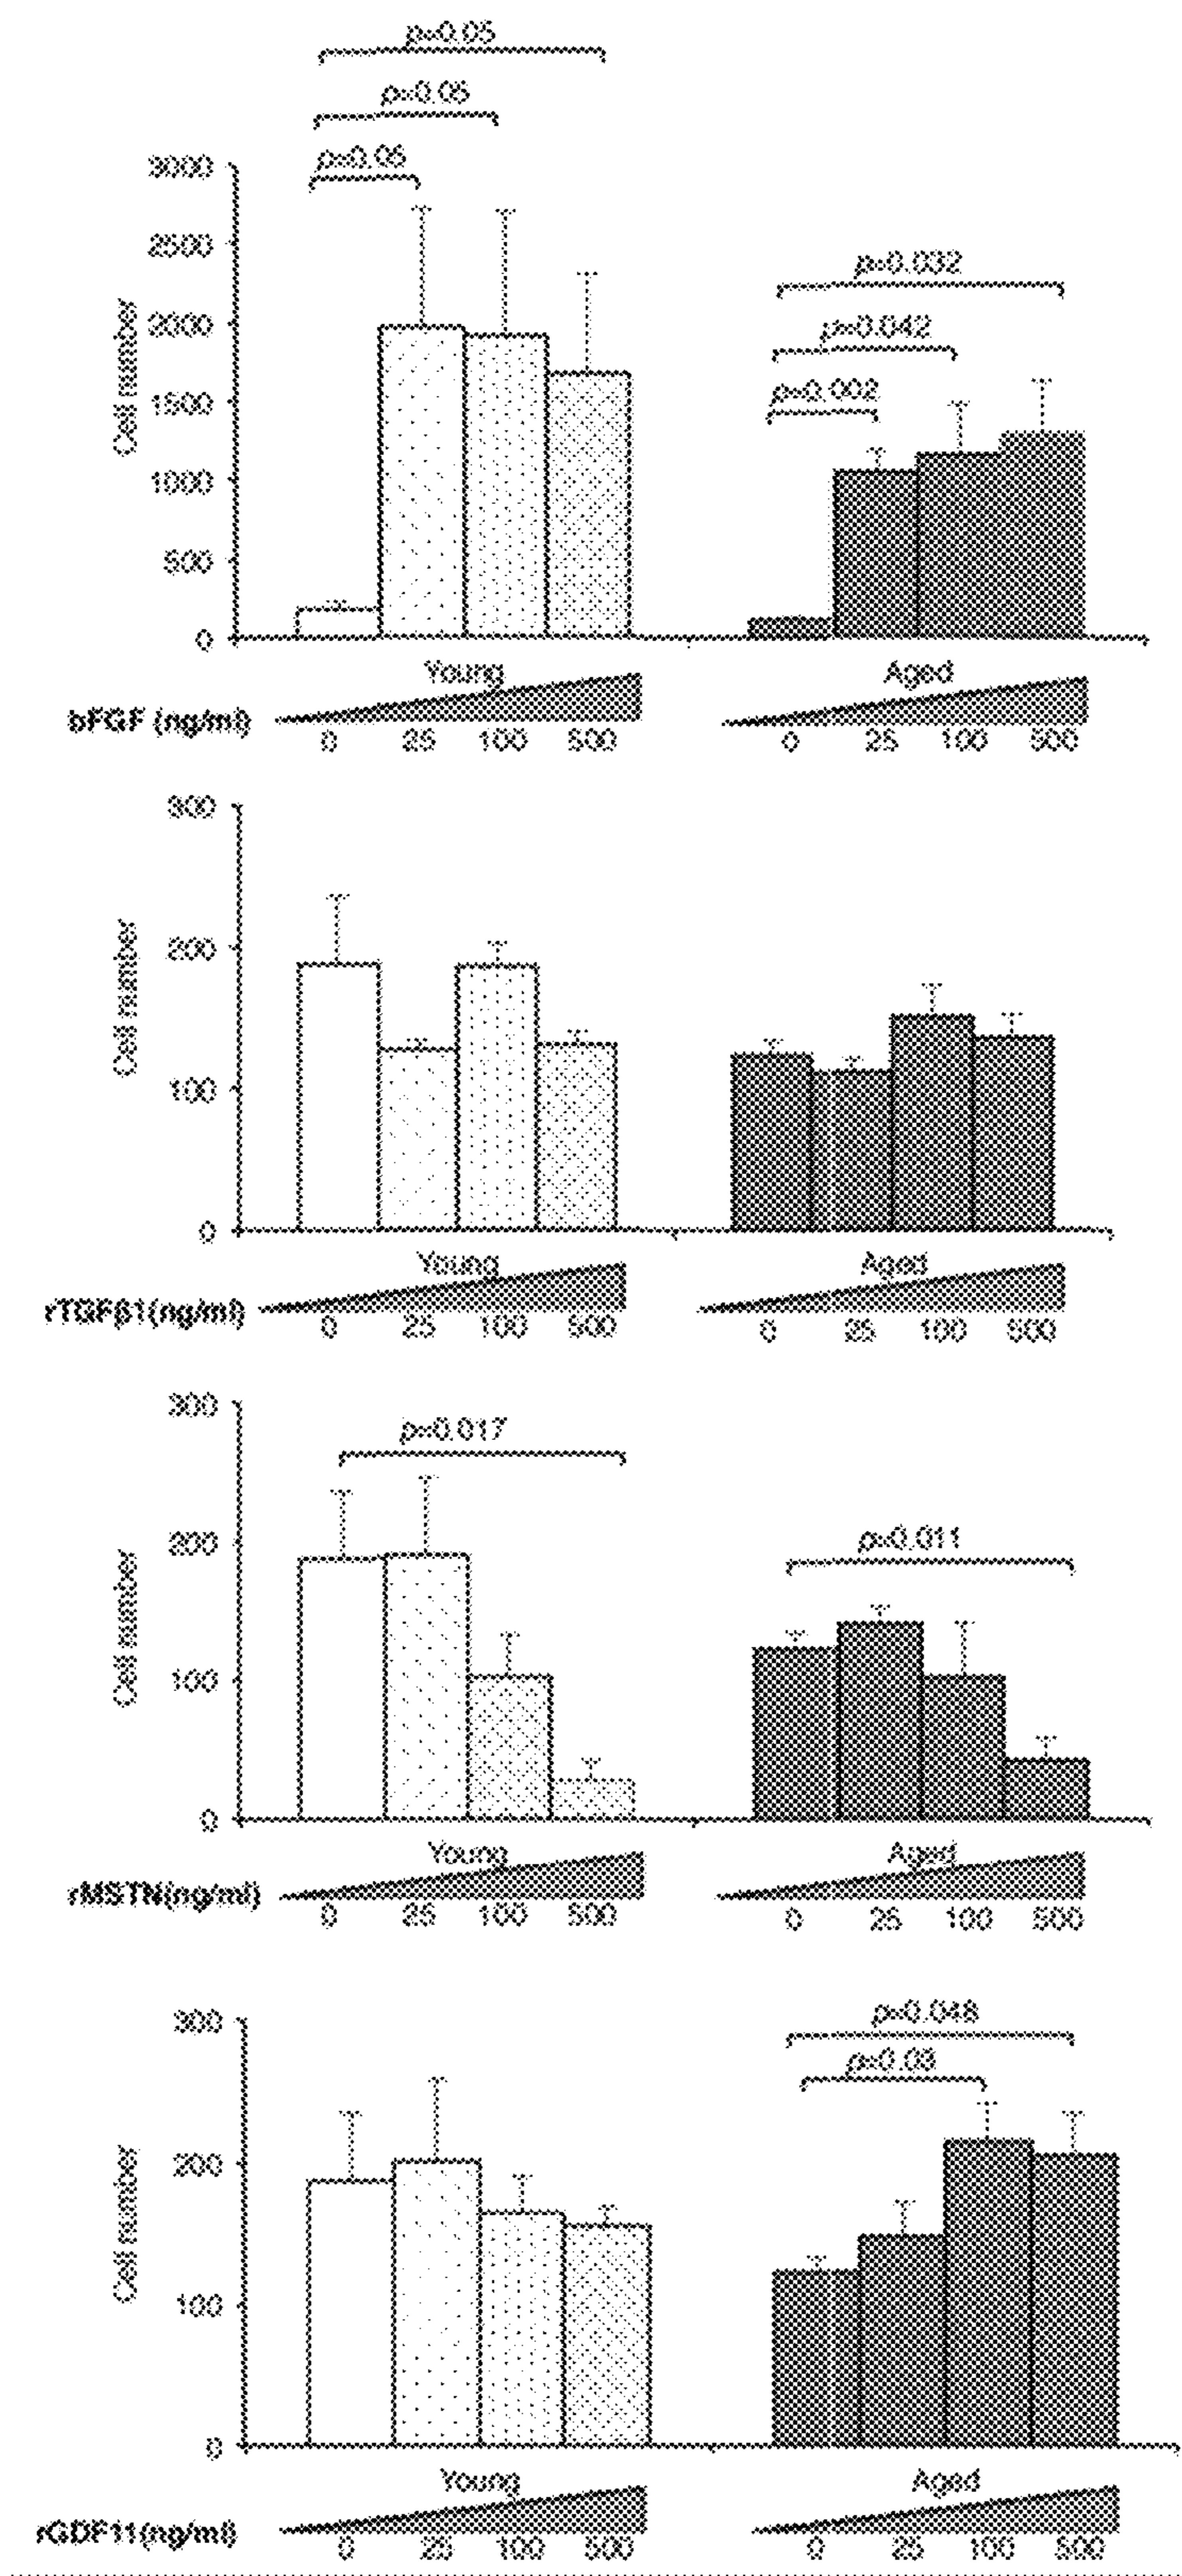 p=0.05
p=0.05
p=0.05
3000
2500
2000
1500
1000
500
0
Cell number
p=0.032
p=0.042
p=0.002
Young
Aged
bFGF (ng/ml)
0 25 100 500
0 25 100 500
300
200
100
0
Cell number
Young
Aged
rTGFβ1(ng/ml)
0 25 100 500
0 25 100 500
300
200
100
0
Cell number
p=0.017
p=0.011
Young
Aged
rMSTN(ng/ml)
0 25 100 500
0 25 100 500
300
200
100
0
Cell number
p=0.048
p=0.03
Young
Aged
rGDF11(ng/ml)
0 25 100 500
0 25 100 500